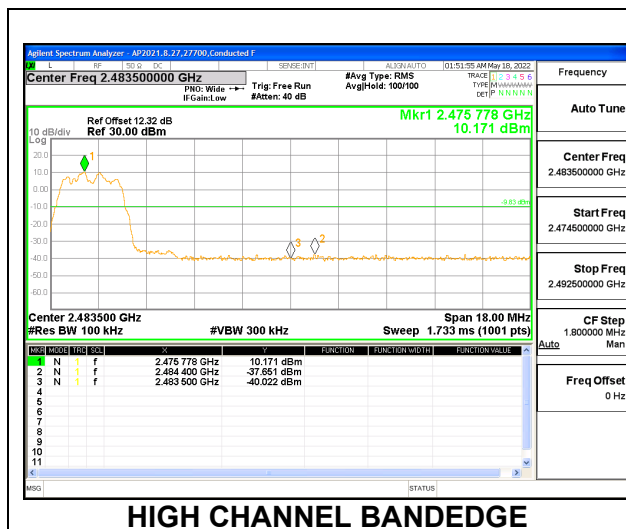 Agilent Spectrum Analyzer - AP2021.8.27,27700,Conducted F
L RF 50 Ω DC SENSE:INT ALIGN AUTO 01:51:55 AM May 18, 2022
Center Freq 2.483500000 GHz
PNO: Wide
IFGain:Low
Trig: Free Run
#Atten: 40 dB
#Avg Type: RMS
Avg|Hold: 100/100
TRACE 1 2 3 4 5 6
TYPE M
DET P N N N N N
Ref Offset 12.32 dB
10 dB/div Ref 30.00 dBm
Log
Mkr1 2.475 778 GHz
10.171 dBm
20.0
10.0
0.00
-10.0
-20.0
-30.0
-40.0
-50.0
-60.0
1
3
2
-9.83 dBm
Center 2.483500 GHz Span 18.00 MHz
#Res BW 100 kHz #VBW 300 kHz Sweep 1.733 ms (1001 pts)
MKR MODE TRC SCL X Y FUNCTION FUNCTION WIDTH FUNCTION VALUE
1 N 1 f 2.475 778 GHz 10.171 dBm
2 N 1 f 2.484 400 GHz -37.651 dBm
3 N 1 f 2.483 500 GHz -40.022 dBm
4
5
6
7
8
9
10
11
MSG STATUS
Frequency
Auto Tune
Center Freq
2.483500000 GHz
Start Freq
2.474500000 GHz
Stop Freq
2.492500000 GHz
CF Step
1.800000 MHz
Auto Man
Freq Offset
0 Hz
HIGH CHANNEL BANDEDGE